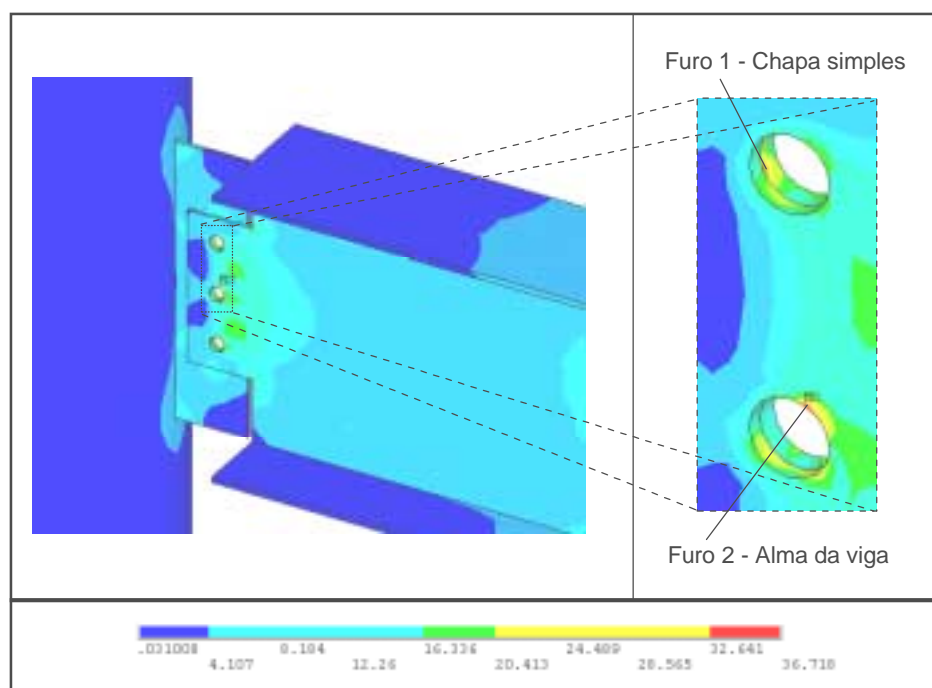 Furo 1 - Chapa simples
Furo 2 - Alma da viga
.031008 8.184 16.336 24.489 32.641
4.107 12.26 20.413 28.565 36.718